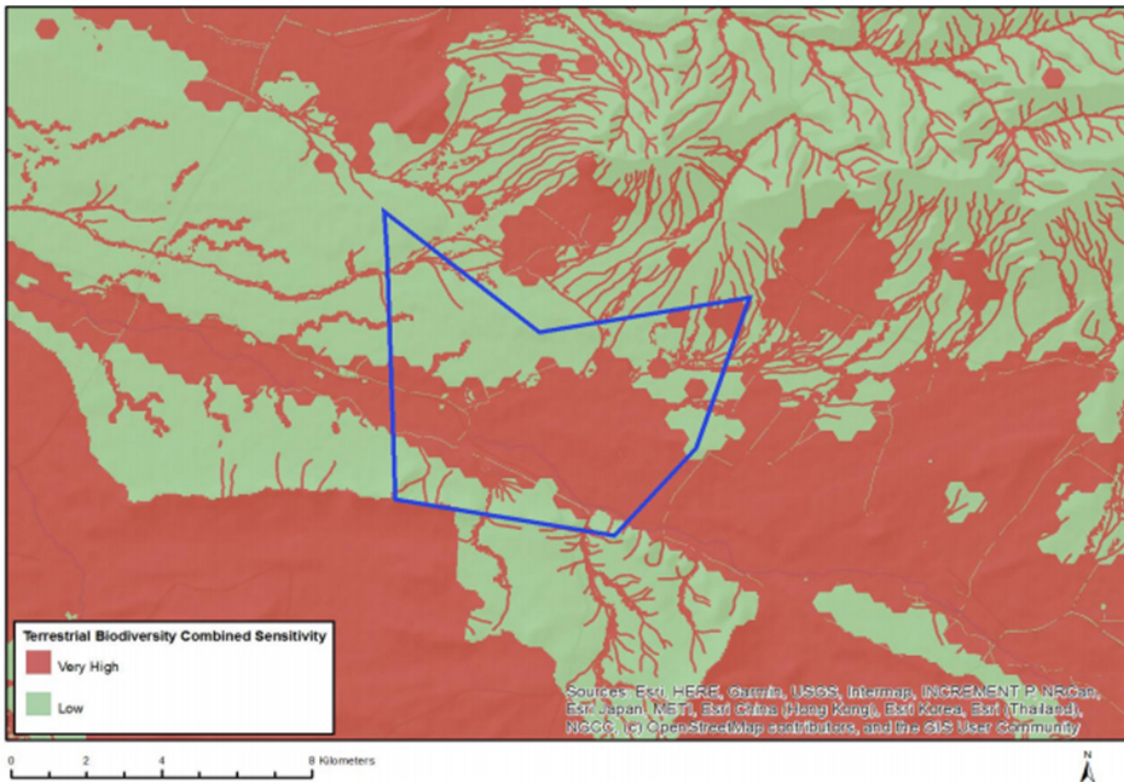 Terrestrial Biodiversity Combined Sensitivity
Very High
Low
Sources: Esri, HERE, Garmin, USGS, Intermap, INCREMENT P, NRCan,
Esri Japan, METI, Esri China (Hong Kong), Esri Korea, Esri (Thailand),
NGCC, (c) OpenStreetMap contributors, and the GIS User Community
0 2 4 8 Kilometers
N